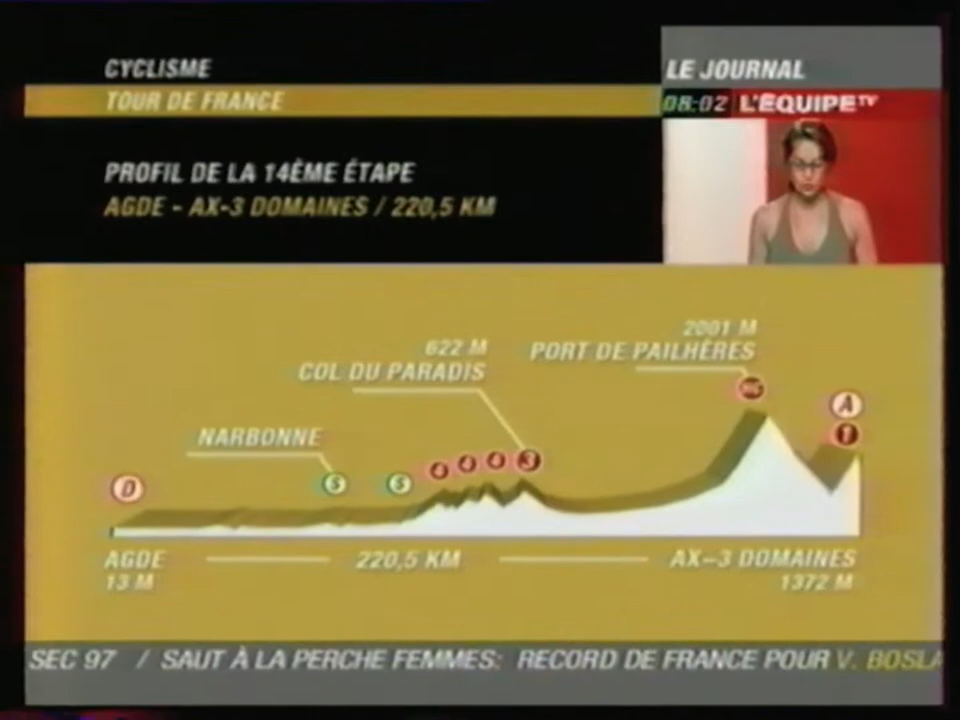 CYCLISME
TOUR DE FRANCE
LE JOURNAL
08:02 L'ÉQUIPE TV
PROFIL DE LA 14ÈME ÉTAPE
AGDE - AX-3 DOMAINES / 220,5 KM
2001 M
PORT DE PAILHÈRES
622 M
COL DU PARADIS
NARBONNE
HC
A
1
D
S
S
4
4
4
3
AGDE
220,5 KM
AX-3 DOMAINES
13 M
1372 M
SEC 97 / SAUT À LA PERCHE FEMMES: RECORD DE FRANCE POUR V. BOSLA